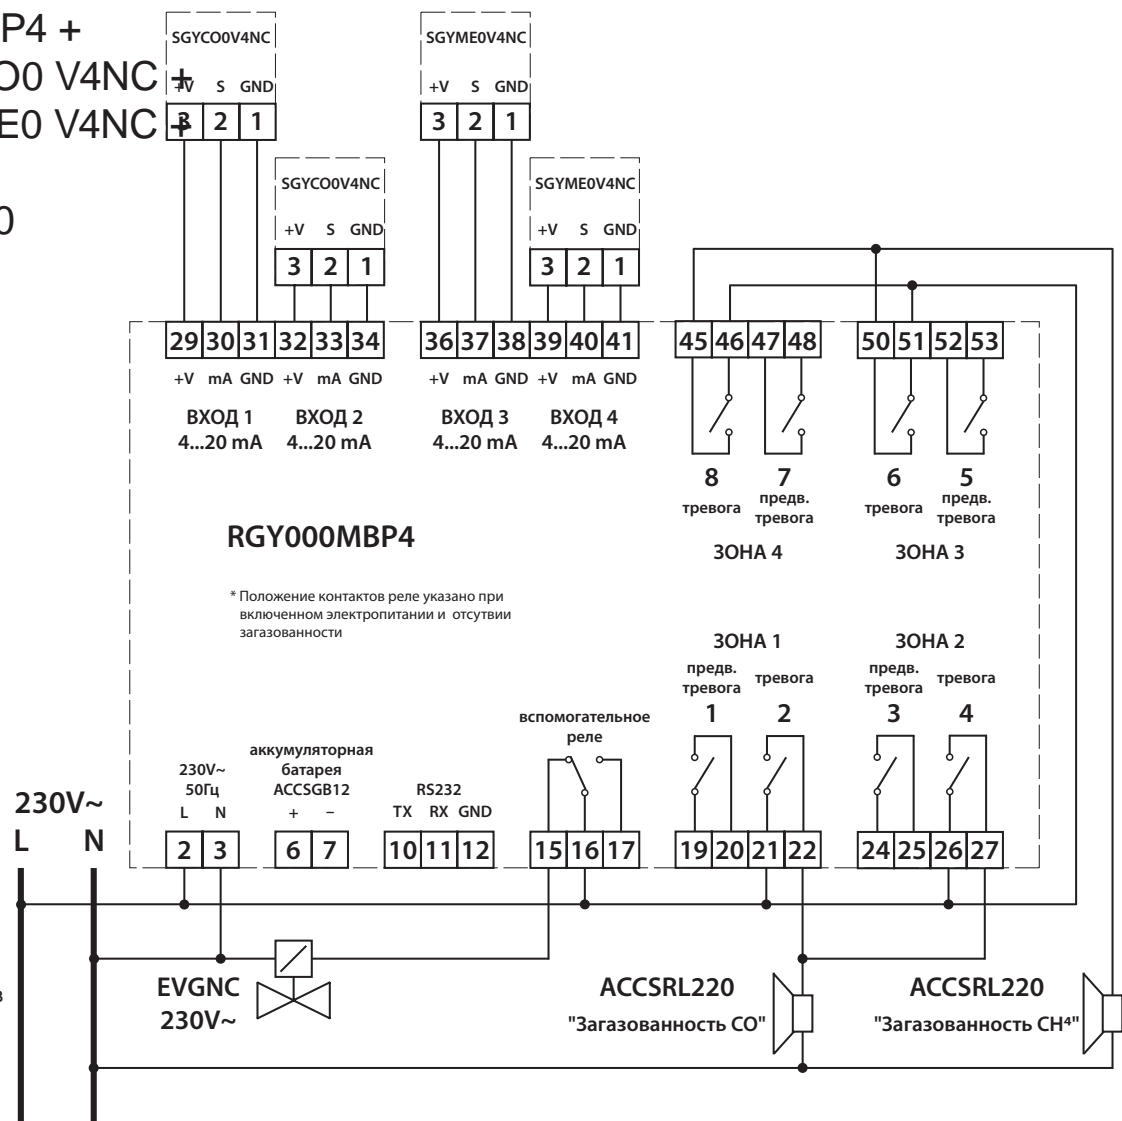 P4 +
O0 V4NC +
E0 V4NC +
0
SGYCO0V4NC
+V S GND
3 2 1
SGYME0V4NC
+V S GND
3 2 1
SGYCO0V4NC
+V S GND
3 2 1
SGYME0V4NC
+V S GND
3 2 1
29 30 31 32 33 34
36 37 38 39 40 41
45 46 47 48
50 51 52 53
+V mA GND +V mA GND
+V mA GND +V mA GND
ВХОД 1
4...20 mA
ВХОД 2
4...20 mA
ВХОД 3
4...20 mA
ВХОД 4
4...20 mA
8
тревога
7
предв.
тревога
ЗОНА 4
6
тревога
5
предв.
тревога
ЗОНА 3
RGY000MBP4
* Положение контактов реле указано при
включенном электропитании и отсутвии
загазованности
ЗОНА 1
предв.
тревога
1
тревога
2
ЗОНА 2
предв.
тревога
3
тревога
4
вспомогательное
реле
аккумуляторная
батарея
ACCSGB12
+ –
230V~
50Гц
L N
RS232
TX RX GND
230V~
L N
2 3
6 7
10 11 12
15 16 17
19 20 21 22
24 25 26 27
EVGNC
230V~
ACCSRL220
"Загазованность CO"
ACCSRL220
"Загазованность CH⁴"
в